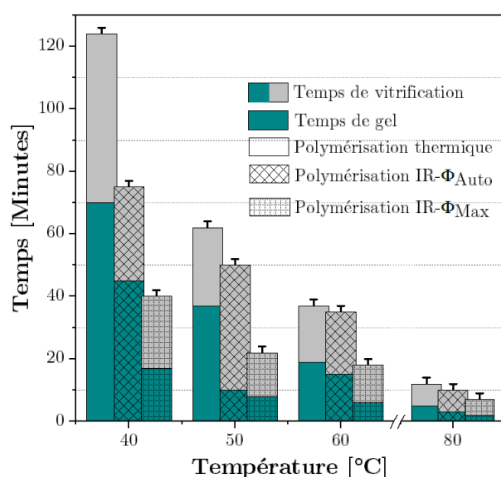 120
100
80
60
40
20
0
Temps [Minutes]
Temps de vitrification
Temps de gel
Polymérisation thermique
Polymérisation IR-ΦAuto
Polymérisation IR-ΦMax
40 50 60 80
Température [°C]